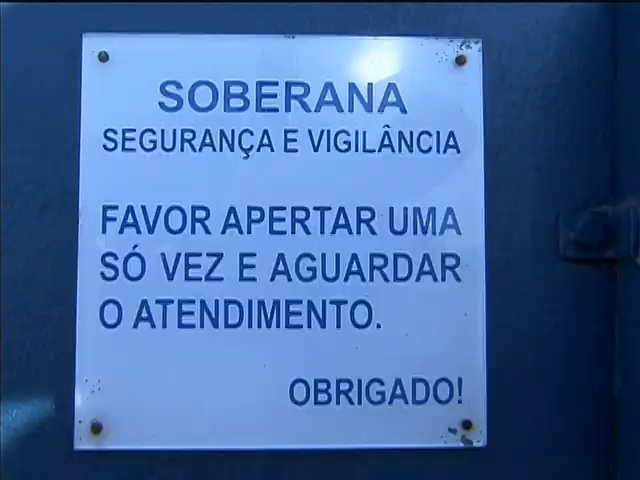 SOBERANA
SEGURANÇA E VIGILÂNCIA
FAVOR APERTAR UMA
SÓ VEZ E AGUARDAR
O ATENDIMENTO.
OBRIGADO!